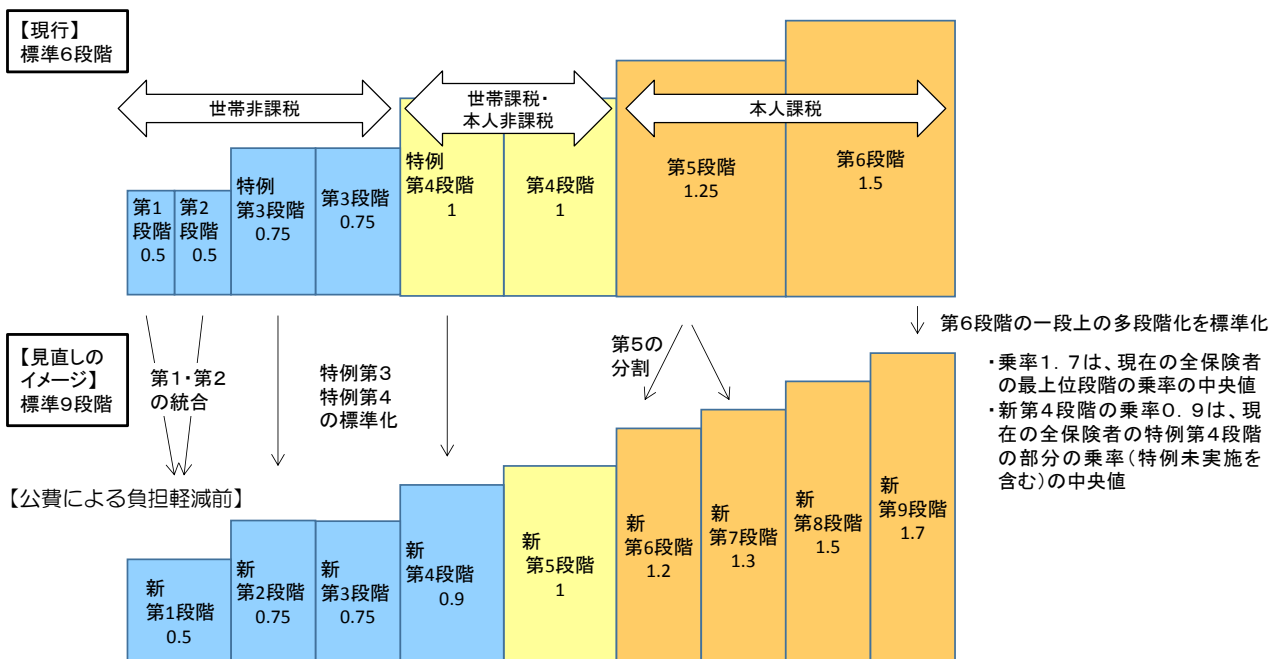 【現行】
標準6段階
世帯非課税
世帯課税・
本人非課税
本人課税
第1
段階
0.5
第2
段階
0.5
特例
第3段階
0.75
第3段階
0.75
特例
第4段階
1
第4段階
1
第5段階
1.25
第6段階
1.5
【見直しの
イメージ】
標準9段階
第1・第2
の統合
特例第3
特例第4
の標準化
第5の
分割
第6段階の一段上の多段階化を標準化
・乗率1.7は、現在の全保険者
の最上位段階の乗率の中央値
・新第4段階の乗率0.9は、現
在の全保険者の特例第4段階
の部分の乗率(特例未実施を
含む)の中央値
【公費による負担軽減前】
新
第1段階
0.5
新
第2段階
0.75
新
第3段階
0.75
新
第4段階
0.9
新
第5段階
1
新
第6段階
1.2
新
第7段階
1.3
新
第8段階
1.5
新
第9段階
1.7